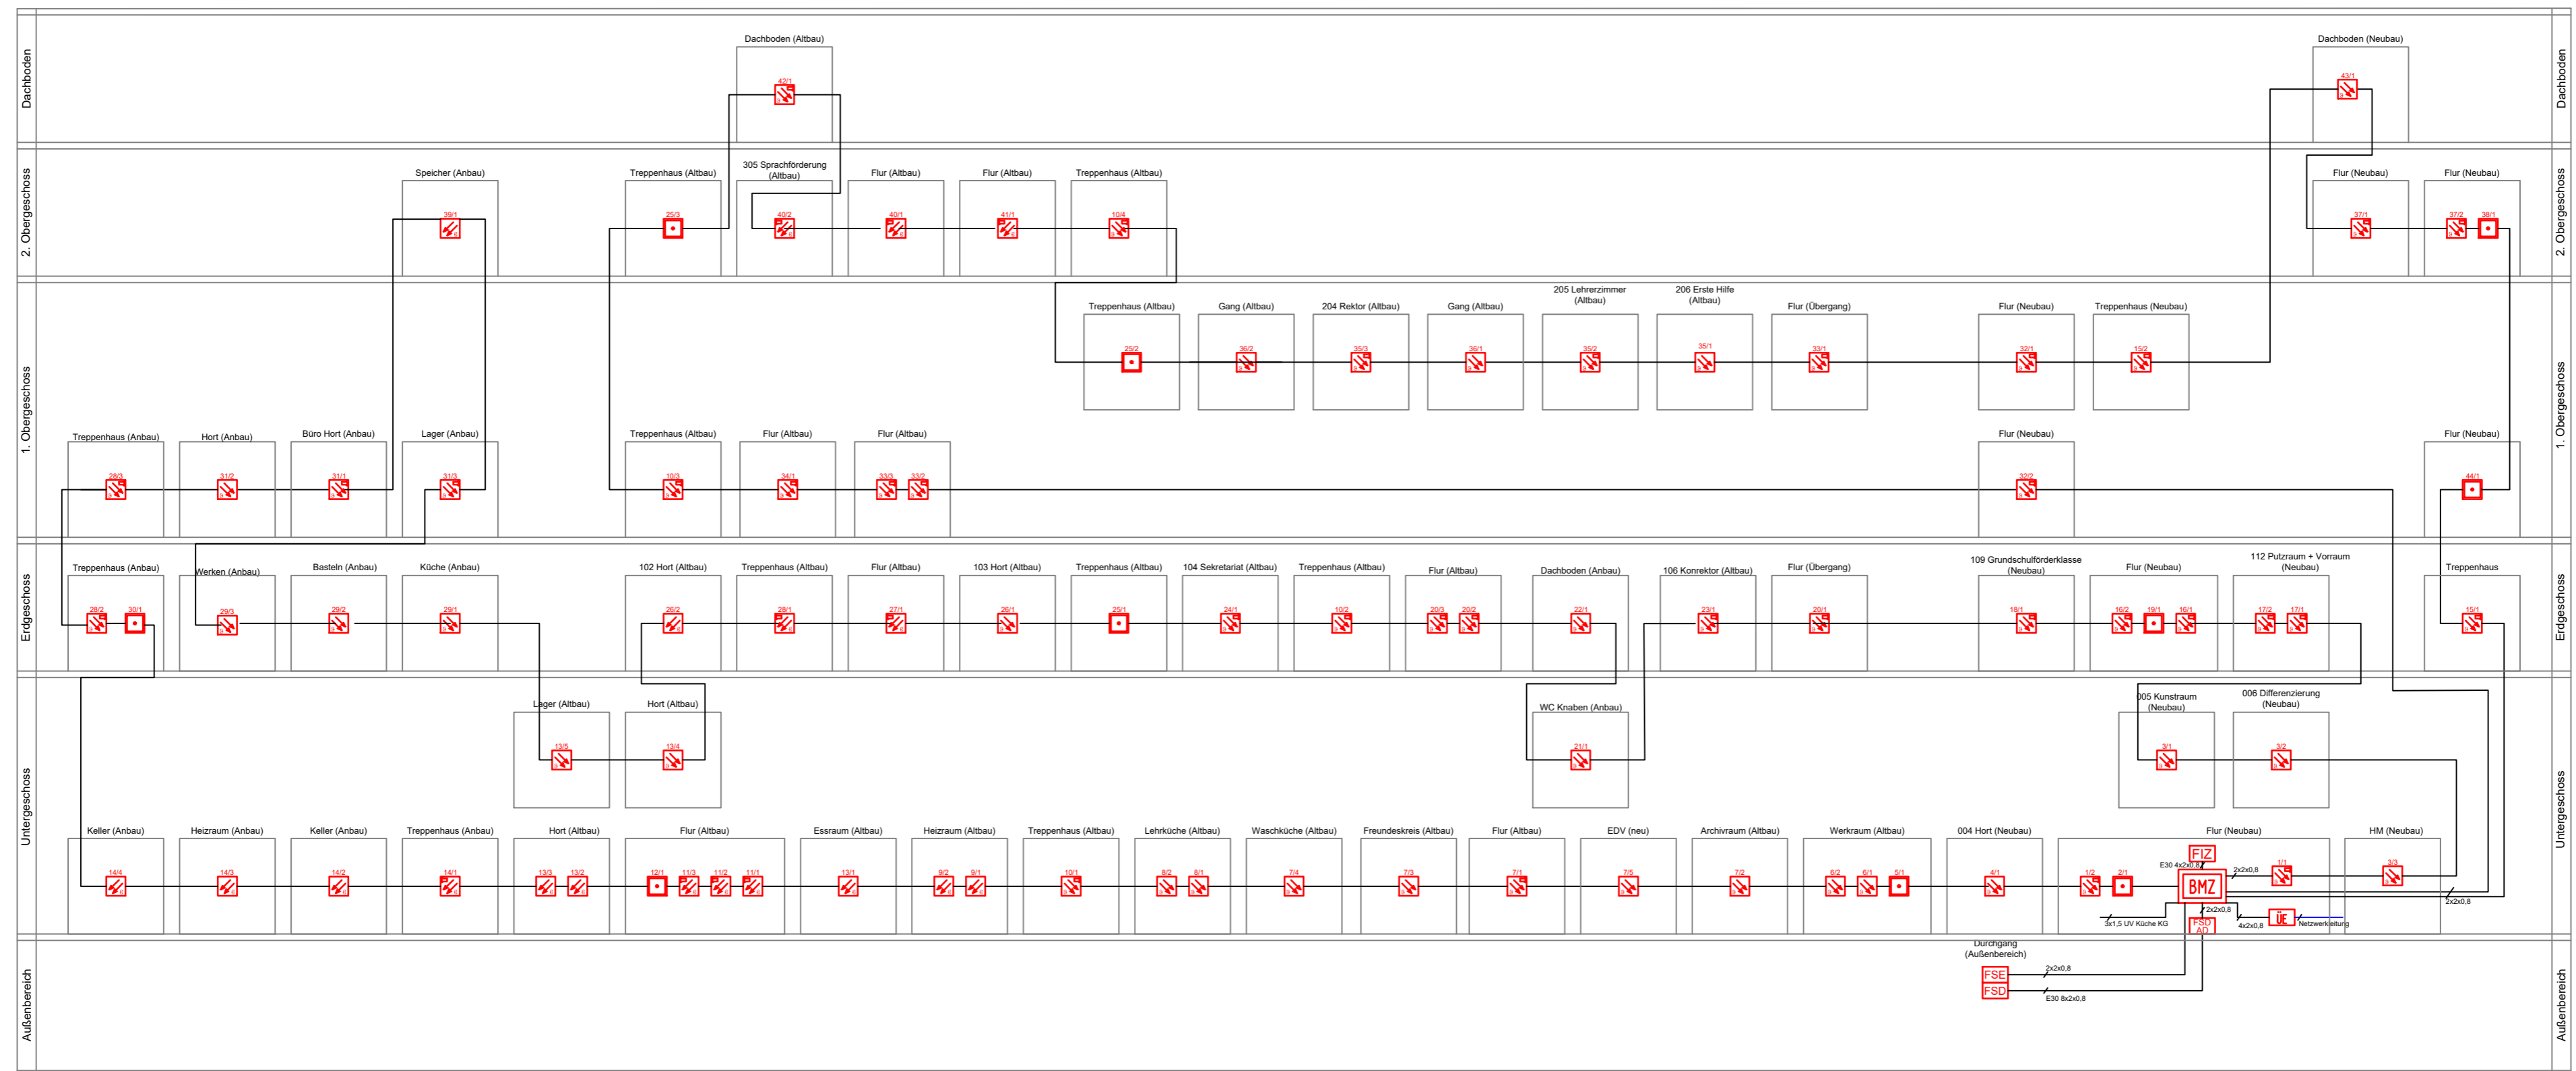 Dachboden
Dachboden (Altbau)
42/1
Dachboden (Neubau)
43/1
Dachboden
2. Obergeschoss
Speicher (Anbau)
39/1
Treppenhaus (Altbau)
25/3
305 Sprachförderung
(Altbau)
40/2
Flur (Altbau)
40/1
Flur (Altbau)
41/1
Treppenhaus (Altbau)
10/4
Flur (Neubau)
37/1
Flur (Neubau)
37/2
38/1
2. Obergeschoss
1. Obergeschoss
Treppenhaus (Altbau)
25/2
Gang (Altbau)
36/2
204 Rektor (Altbau)
35/3
Gang (Altbau)
36/1
205 Lehrerzimmer
(Altbau)
35/2
206 Erste Hilfe
(Altbau)
35/1
Flur (Übergang)
33/1
Flur (Neubau)
32/1
Treppenhaus (Neubau)
15/2
Treppenhaus (Anbau)
28/3
Hort (Anbau)
31/2
Büro Hort (Anbau)
31/1
Lager (Anbau)
31/3
Treppenhaus (Altbau)
10/3
Flur (Altbau)
34/1
Flur (Altbau)
33/3
33/2
Flur (Neubau)
32/2
Flur (Neubau)
44/1
1. Obergeschoss
Erdgeschoss
Treppenhaus (Anbau)
28/2
30/1
Werken (Anbau)
29/3
Basteln (Anbau)
29/2
Küche (Anbau)
29/1
102 Hort (Altbau)
26/2
Treppenhaus (Altbau)
28/1
Flur (Altbau)
27/1
103 Hort (Altbau)
26/1
Treppenhaus (Altbau)
25/1
104 Sekretariat (Altbau)
24/1
Treppenhaus (Altbau)
10/2
Flur (Altbau)
20/3
20/2
Dachboden (Anbau)
22/1
106 Konrektor (Altbau)
23/1
Flur (Übergang)
20/1
109 Grundschulförderklasse
(Neubau)
18/1
Flur (Neubau)
16/2
19/1
16/1
112 Putzraum + Vorraum
(Neubau)
17/2
17/1
Treppenhaus
15/1
Erdgeschoss
Untergeschoss
Lager (Altbau)
13/5
Hort (Altbau)
13/4
WC Knaben (Anbau)
21/1
005 Kunstraum
(Neubau)
3/1
006 Differenzierung
(Neubau)
3/2
Keller (Anbau)
14/4
Heizraum (Anbau)
14/3
Keller (Anbau)
14/2
Treppenhaus (Anbau)
14/1
Hort (Altbau)
13/3
13/2
Flur (Altbau)
12/1
11/3
11/2
11/1
Essraum (Altbau)
13/1
Heizraum (Altbau)
9/2
9/1
Treppenhaus (Altbau)
10/1
Lehrküche (Altbau)
8/2
8/1
Waschküche (Altbau)
7/4
Freundeskreis (Altbau)
7/3
Flur (Altbau)
7/1
EDV (neu)
7/5
Archivraum (Altbau)
7/2
Werkraum (Altbau)
6/2
6/1
5/1
004 Hort (Neubau)
4/1
Flur (Neubau)
1/2
2/1
FIZ
E30 4x2x0,8
BMZ
2x2x0,8
1/1
HM (Neubau)
3/3
2x2x0,8
3x1,5 UV Küche KG
2x2x0,8
FSD
AD
4x2x0,8
ÜE
Netzwerkleitung
Untergeschoss
Außenbereich
Durchgang
(Außenbereich)
FSE
2x2x0,8
FSD
E30 8x2x0,8
Außenbereich